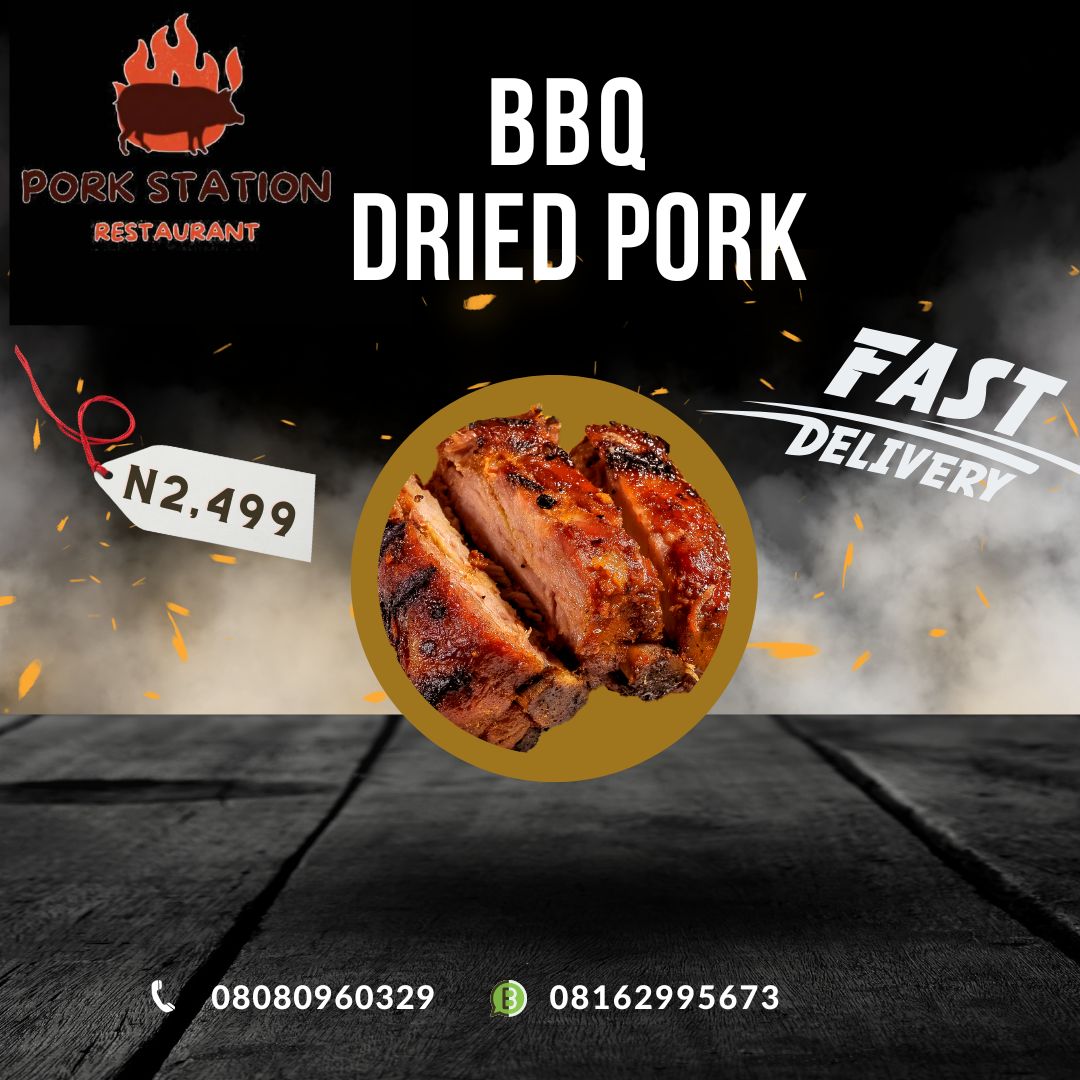 PORK STATION
RESTAURANT
BBQ
DRIED PORK
FAST
DELIVERY
N2,499
08080960329
08162995673